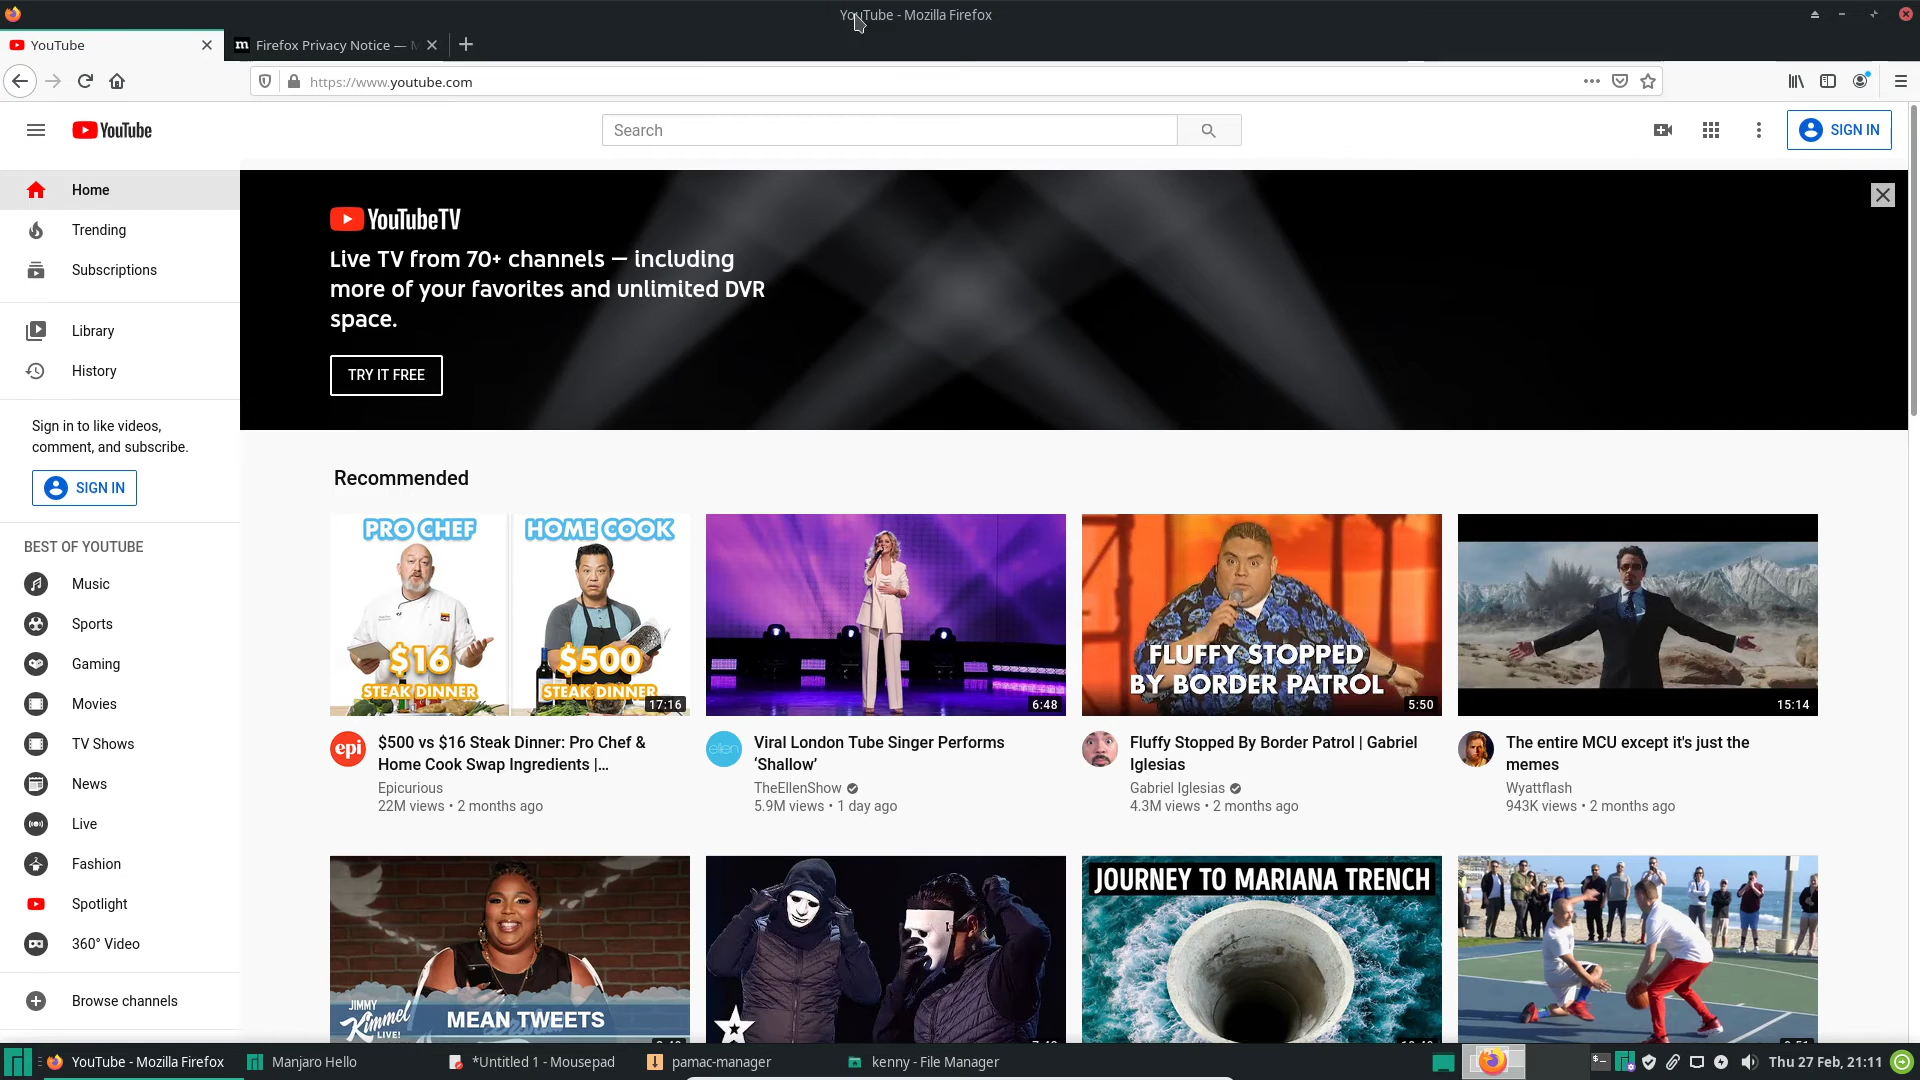 YouTube - Mozilla Firefox
YouTube
m Firefox Privacy Notice — M
https://www.youtube.com
YouTube
Search
SIGN IN
Home
Trending
Subscriptions
Library
History
Sign in to like videos,
comment, and subscribe.
SIGN IN
BEST OF YOUTUBE
Music
Sports
Gaming
Movies
TV Shows
News
Live
Fashion
Spotlight
360° Video
Browse channels
YouTubeTV
Live TV from 70+ channels — including
more of your favorites and unlimited DVR
space.
TRY IT FREE
Recommended
PRO CHEF
HOME COOK
$16
STEAK DINNER
$500
STEAK DINNER
17:16
epi
$500 vs $16 Steak Dinner: Pro Chef &
Home Cook Swap Ingredients |...
Epicurious
22M views • 2 months ago
6:48
ellen
Viral London Tube Singer Performs
‘Shallow’
TheEllenShow
5.9M views • 1 day ago
FLUFFY STOPPED
BY BORDER PATROL
5:50
Fluffy Stopped By Border Patrol | Gabriel
Iglesias
Gabriel Iglesias
4.3M views • 2 months ago
15:14
The entire MCU except it's just the
memes
Wyattflash
943K views • 2 months ago
JIMMY
Kimmel
LIVE!
MEAN TWEETS
JOURNEY TO MARIANA TRENCH
YouTube - Mozilla Firefox
Manjaro Hello
*Untitled 1 - Mousepad
pamac-manager
kenny - File Manager
Thu 27 Feb, 21:11